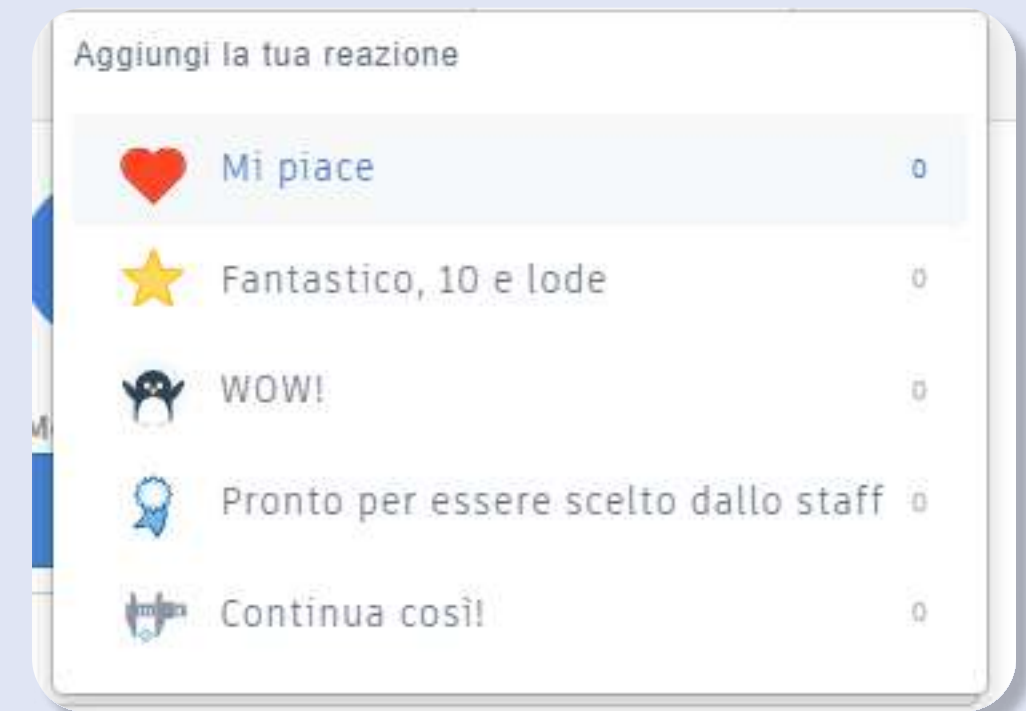 Aggiungi la tua reazione
Mi piace 0
Fantastico, 10 e lode 0
WOW! 0
Pronto per essere scelto dallo staff 0
Continua così! 0